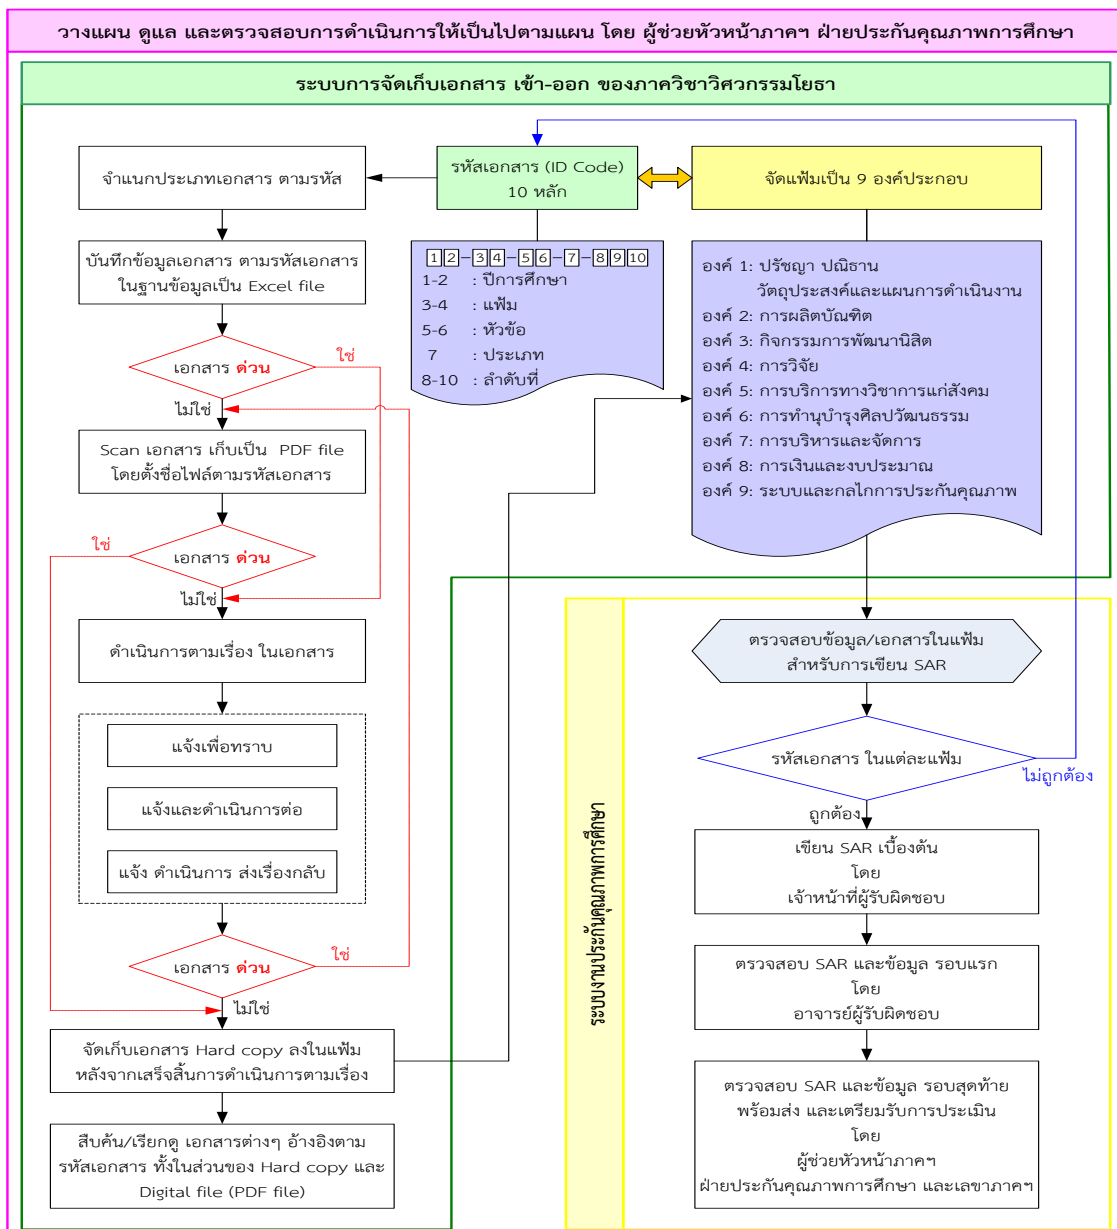 วางแผน ดูแล และตรวจสอบการดำเนินการให้เป็นไปตามแผน โดย ผู้ช่วยหัวหน้าภาคฯ ฝ่ายประกันคุณภาพการศึกษา
ระบบการจัดเก็บเอกสาร เข้า-ออก ของภาควิชาวิศวกรรมโยธา
จำแนกประเภทเอกสาร ตามรหัส
รหัสเอกสาร (ID Code)
10 หลัก
จัดแฟ้มเป็น 9 องค์ประกอบ
บันทึกข้อมูลเอกสาร ตามรหัสเอกสาร
ในฐานข้อมูลเป็น Excel file
1 2 - 3 4 - 5 6 - 7 - 8 9 10
1-2 : ปีการศึกษา
3-4 : แฟ้ม
5-6 : หัวข้อ
7 : ประเภท
8-10 : ลำดับที่
องค์ 1: ปรัชญา ปณิธาน
วัตถุประสงค์และแผนการดำเนินงาน
องค์ 2: การผลิตบัณฑิต
องค์ 3: กิจกรรมการพัฒนานิสิต
องค์ 4: การวิจัย
องค์ 5: การบริการทางวิชาการแก่สังคม
องค์ 6: การทำนุบำรุงศิลปวัฒนธรรม
องค์ 7: การบริหารและจัดการ
องค์ 8: การเงินและงบประมาณ
องค์ 9: ระบบและกลไกการประกันคุณภาพ
เอกสาร ด่วน
ใช่
ไม่ใช่
Scan เอกสาร เก็บเป็น PDF file
โดยตั้งชื่อไฟล์ตามรหัสเอกสาร
ใช่
เอกสาร ด่วน
ไม่ใช่
ดำเนินการตามเรื่อง ในเอกสาร
แจ้งเพื่อทราบ
แจ้งและดำเนินการต่อ
แจ้ง ดำเนินการ ส่งเรื่องกลับ
เอกสาร ด่วน
ใช่
ไม่ใช่
จัดเก็บเอกสาร Hard copy ลงในแฟ้ม
หลังจากเสร็จสิ้นการดำเนินการตามเรื่อง
สืบค้น/เรียกดู เอกสารต่างๆ อ้างอิงตาม
รหัสเอกสาร ทั้งในส่วนของ Hard copy และ
Digital file (PDF file)
ระบบงานประกันคุณภาพการศึกษา
ตรวจสอบข้อมูล/เอกสารในแฟ้ม
สำหรับการเขียน SAR
รหัสเอกสาร ในแต่ละแฟ้ม
ไม่ถูกต้อง
ถูกต้อง
เขียน SAR เบื้องต้น
โดย
เจ้าหน้าที่ผู้รับผิดชอบ
ตรวจสอบ SAR และข้อมูล รอบแรก
โดย
อาจารย์ผู้รับผิดชอบ
ตรวจสอบ SAR และข้อมูล รอบสุดท้าย
พร้อมส่ง และเตรียมรับการประเมิน
โดย
ผู้ช่วยหัวหน้าภาคฯ
ฝ่ายประกันคุณภาพการศึกษา และเลขาภาคฯ